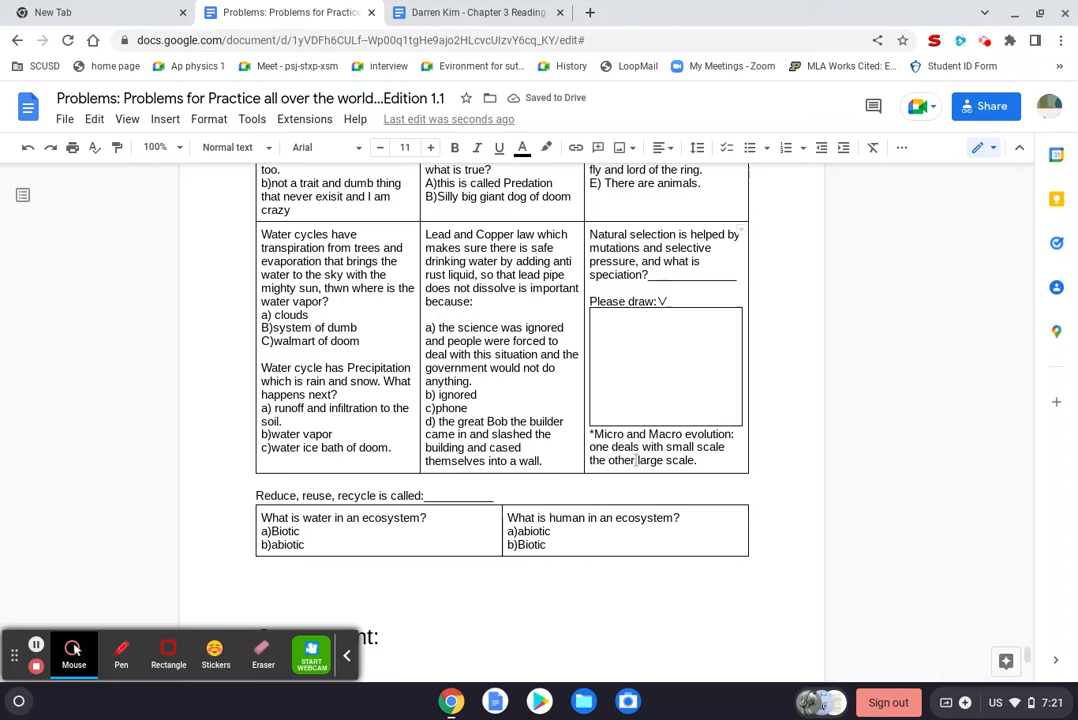 New Tab
Problems: Problems for Practice
Darren Kim - Chapter 3 Reading
docs.google.com/document/d/1yVDFh6CULf--Wp00q1tgHe9ajo2HLcvcUIzvY6cq_KY/edit#
SCUSD
home page
Ap physics 1
Meet - psj-stxp-xsm
interview
Evironment for sut...
History
LoopMail
My Meetings - Zoom
MLA Works Cited: E...
Student ID Form
Problems: Problems for Practice all over the world...Edition 1.1
Saved to Drive
File Edit View Insert Format Tools Extensions Help Last edit was seconds ago
Share
100% Normal text Arial 11
too.
b)not a trait and dumb thing
that never exisit and I am
crazy
what is true?
A)this is called Predation
B)Silly big giant dog of doom
fly and lord of the ring.
E) There are animals.
Water cycles have
transpiration from trees and
evaporation that brings the
water to the sky with the
mighty sun, thwn where is the
water vapor?
a) clouds
B)system of dumb
C)walmart of doom
Water cycle has Precipitation
which is rain and snow. What
happens next?
a) runoff and infiltration to the
soil.
b)water vapor
c)water ice bath of doom.
Lead and Copper law which
makes sure there is safe
drinking water by adding anti
rust liquid, so that lead pipe
does not dissolve is important
because:
a) the science was ignored
and people were forced to
deal with this situation and the
government would not do
anything.
b) ignored
c)phone
d) the great Bob the builder
came in and slashed the
building and cased
themselves into a wall.
Natural selection is helped by
mutations and selective
pressure, and what is
speciation?_____________
Please draw:\/
*Micro and Macro evolution:
one deals with small scale
the other large scale.
Reduce, reuse, recycle is called:__________
What is water in an ecosystem?
a)Biotic
b)abiotic
What is human in an ecosystem?
a)abiotic
b)Biotic
nt:
Mouse
Pen
Rectangle
Stickers
Eraser
START
WEBCAM
Sign out
US
7:21